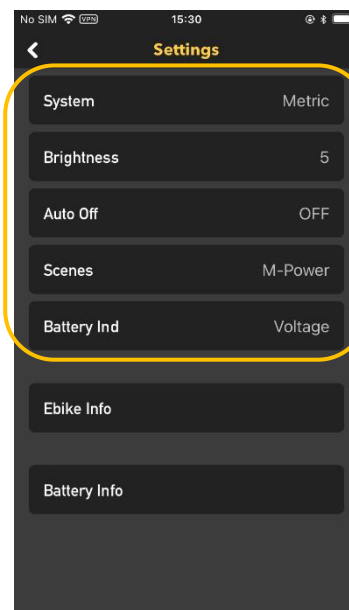 No SIM VPN 15:30
Settings
System Metric
Brightness 5
Auto Off OFF
Scenes M-Power
Battery Ind Voltage
Ebike Info
Battery Info